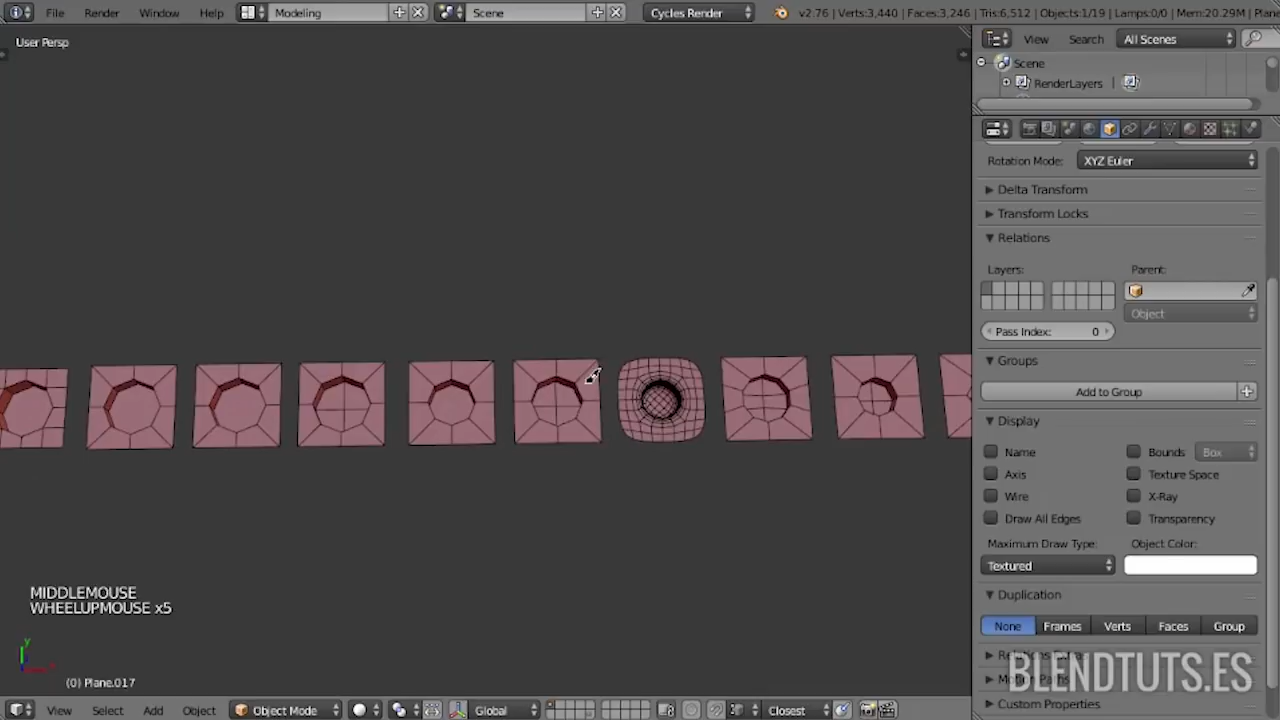 File Render Window Help Modeling Scene Cycles Render v2.76 | Verts:3,440 | Faces:3,246 | Tris:6,512 | Objects:1/19 | Lamps:0/0 | Mem:20.29M | Plane
User Persp
View Search All Scenes
Scene
RenderLayers
Rotation Mode: XYZ Euler
Delta Transform
Transform Locks
Relations
Layers: Parent:
Object
Pass Index: 0
Groups
Add to Group
Display
Name Bounds Box
Axis Texture Space
Wire X-Ray
Draw All Edges Transparency
Maximum Draw Type: Object Color:
Textured
Duplication
None Frames Verts Faces Group
MIDDLEMOUSE
WHEELUPMOUSE x5
Relations Extras
Motion Paths
BLENDTUTS.ES
Custom Properties
(0) Plane.017
View Select Add Object Object Mode Global Closest